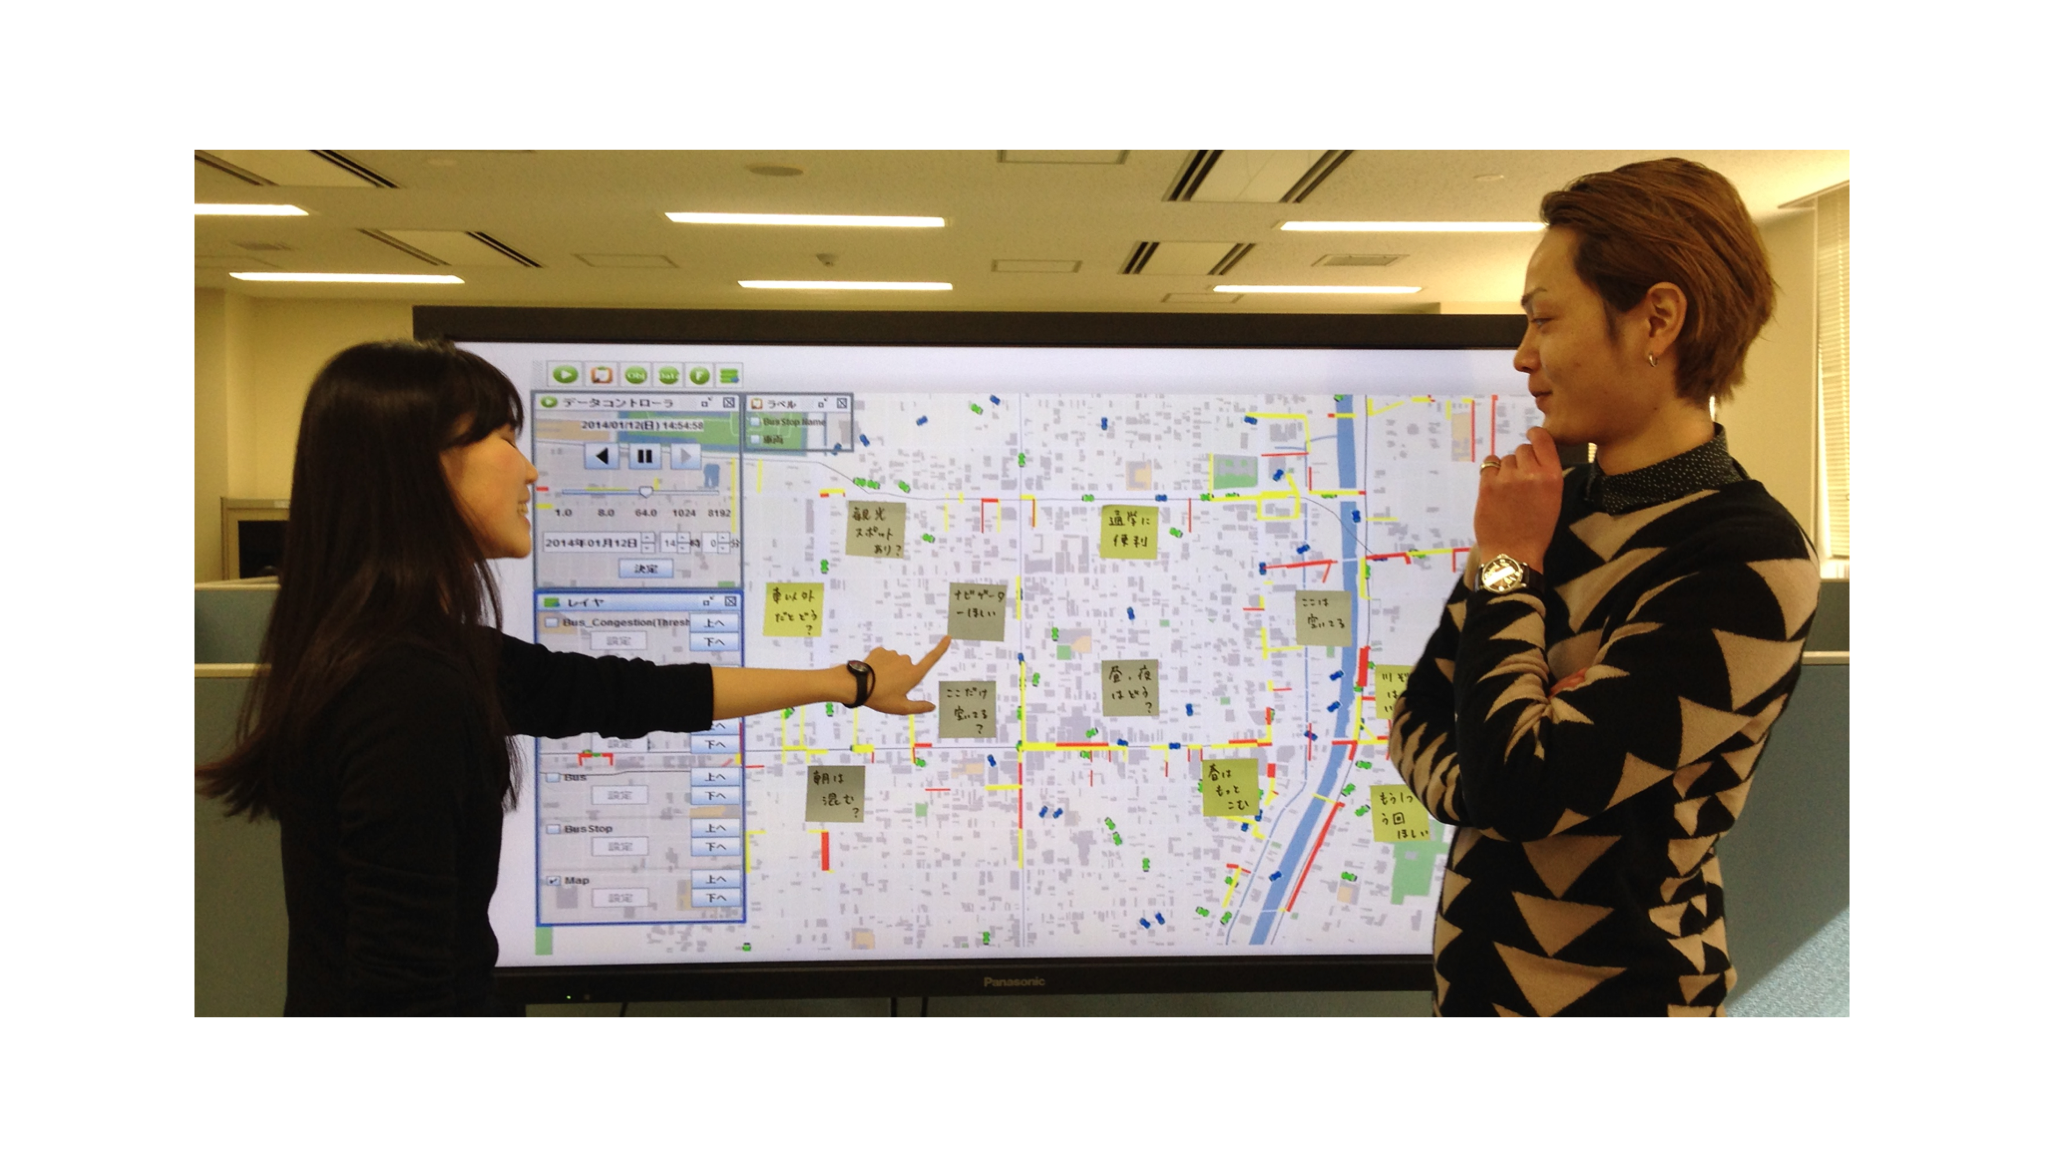 Obj
Data
F
データコントローラ
2014/01/12(日) 14:54:58
1.0 8.0 64.0 1024 8192
2014年01月12日 14 時 0 分
決定
ラベル
Bus Stop Name
車両
レイヤ
Bus_Congestion(Thresh
上へ
設定
下へ
設定
下へ
Bus
上へ
設定
下へ
Bus Stop
上へ
設定
下へ
Map
上へ
設定
下へ
観光
スポット
あり?
通学に
便利
車以外
だとどう
?
ナビデータ
ーほしい
ここは
空いてる
ここだけ
空いてる
?
昼、夜
はどう
?
朝は
混む
?
春は
もっと
こむ
もう1つ
う回
ほしい
Panasonic